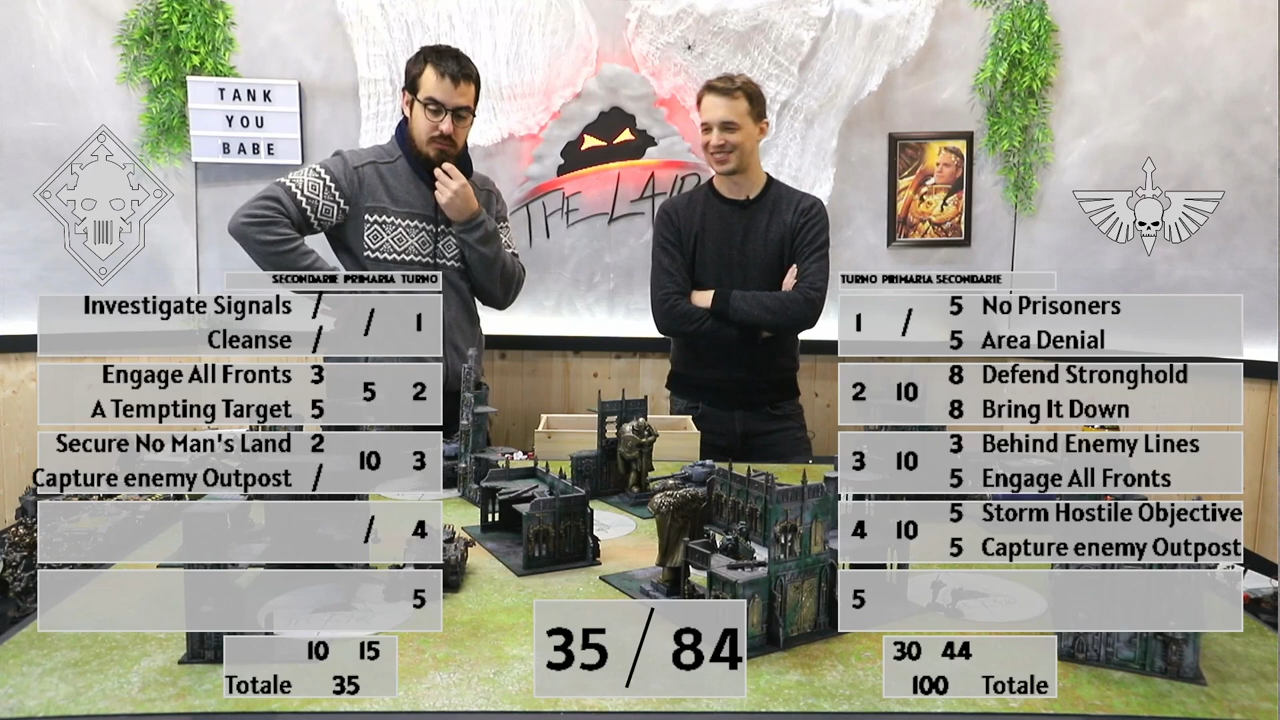 TANK
YOU
BABE
THE LAIR
SECONDARIE PRIMARIA TURNO
Investigate Signals / / 1
Cleanse /
Engage All Fronts 3 5 2
A Tempting Target 5
Secure No Man's Land 2 10 3
Capture enemy Outpost /
/ 4
5
10 15
Totale 35
35 / 84
TURNO PRIMARIA SECONDARIE
1 / 5 No Prisoners
5 Area Denial
2 10 8 Defend Stronghold
8 Bring It Down
3 10 3 Behind Enemy Lines
5 Engage All Fronts
4 10 5 Storm Hostile Objective
5 Capture enemy Outpost
5
30 44
100 Totale